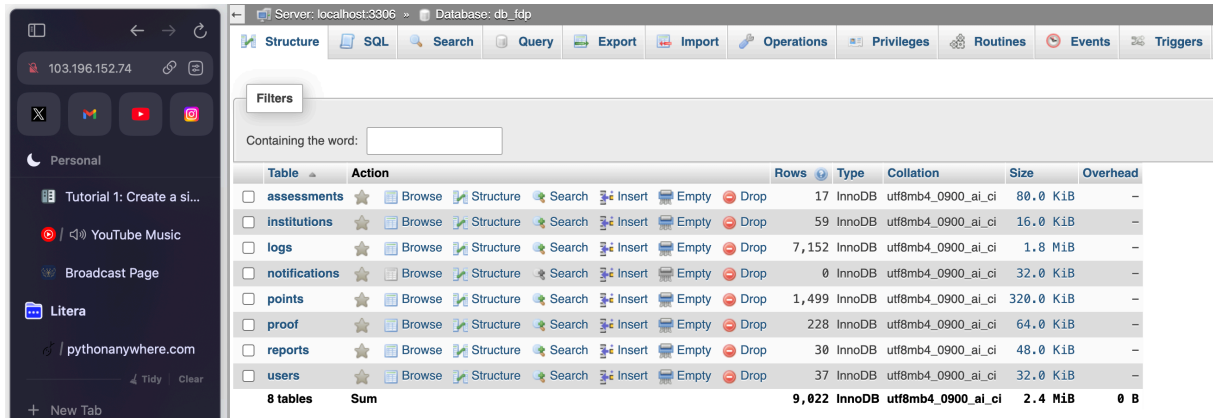 103.196.152.74
Personal
Tutorial 1: Create a si...
/ YouTube Music
Broadcast Page
Litera
/ pythonanywhere.com
Tidy Clear
+ New Tab
Server: localhost:3306 » Database: db_fdp
Structure SQL Search Query Export Import Operations Privileges Routines Events Triggers
Filters
Containing the word:
Table Action Rows Type Collation Size Overhead
assessments Browse Structure Search Insert Empty Drop 17 InnoDB utf8mb4_0900_ai_ci 80.0 KiB –
institutions Browse Structure Search Insert Empty Drop 59 InnoDB utf8mb4_0900_ai_ci 16.0 KiB –
logs Browse Structure Search Insert Empty Drop 7,152 InnoDB utf8mb4_0900_ai_ci 1.8 MiB –
notifications Browse Structure Search Insert Empty Drop 0 InnoDB utf8mb4_0900_ai_ci 32.0 KiB –
points Browse Structure Search Insert Empty Drop 1,499 InnoDB utf8mb4_0900_ai_ci 320.0 KiB –
proof Browse Structure Search Insert Empty Drop 228 InnoDB utf8mb4_0900_ai_ci 64.0 KiB –
reports Browse Structure Search Insert Empty Drop 30 InnoDB utf8mb4_0900_ai_ci 48.0 KiB –
users Browse Structure Search Insert Empty Drop 37 InnoDB utf8mb4_0900_ai_ci 32.0 KiB –
8 tables Sum 9,022 InnoDB utf8mb4_0900_ai_ci 2.4 MiB 0 B